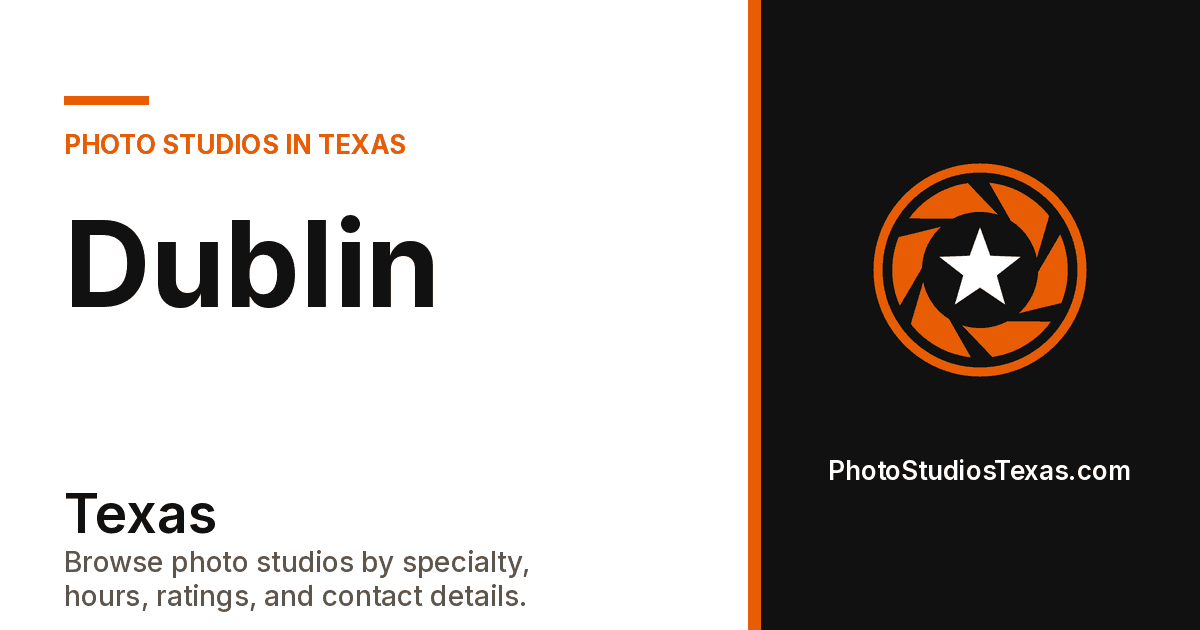 PHOTO STUDIOS IN TEXAS
Dublin
Texas
Browse photo studios by specialty,
hours, ratings, and contact details.
PhotoStudiosTexas.com